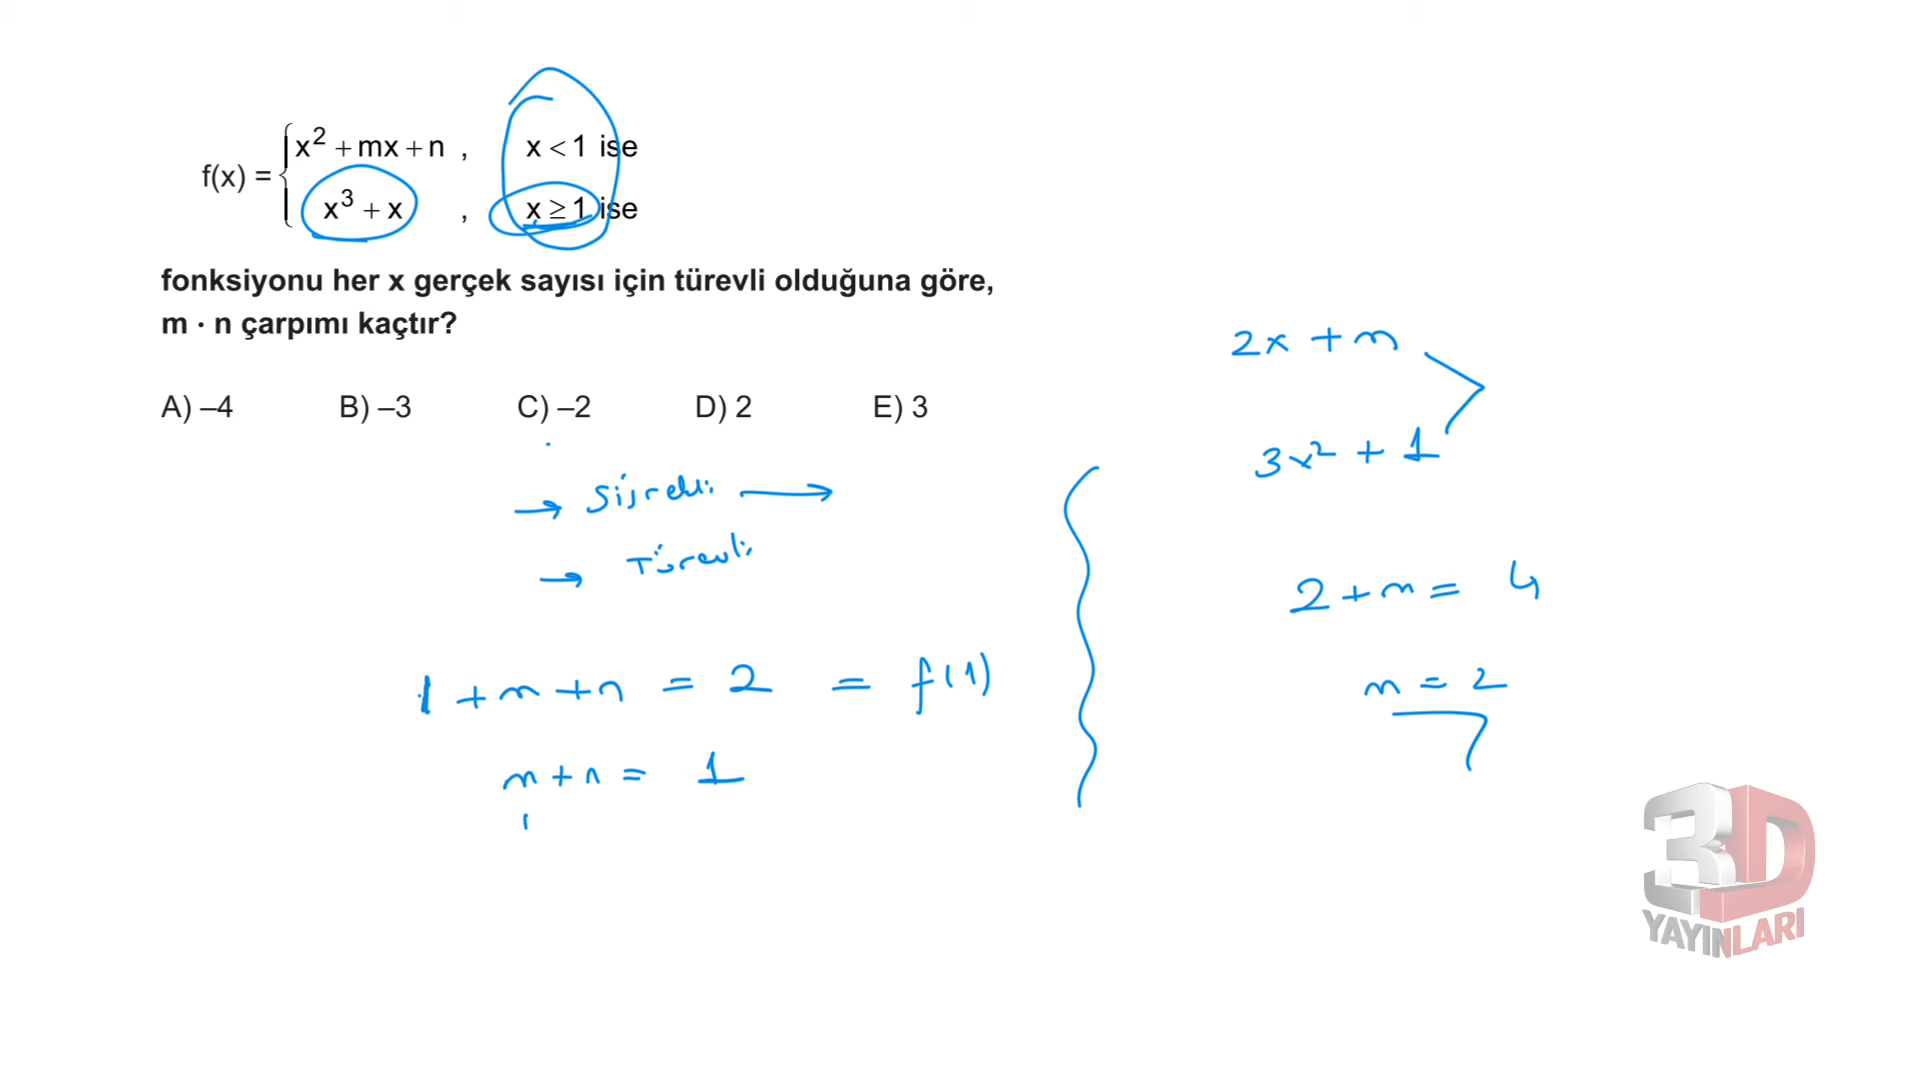 f(x) = { x² + mx + n , x < 1 ise
x³ + x , x ≥ 1 ise
fonksiyonu her x gerçek sayısı için türevli olduğuna göre,
m · n çarpımı kaçtır?
A) –4 B) –3 C) –2 D) 2 E) 3
→ Sürekli →
→ Türevli
1 + m + n = 2 = f(1)
m + n = 1
2x + m
3x² + 1
2 + m = 4
m = 2
3D
YAYINLARI